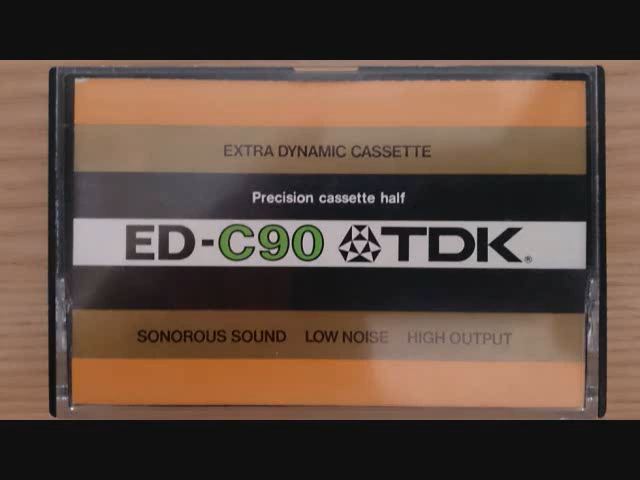 EXTRA DYNAMIC CASSETTE
Precision cassette half
ED-C90 TDK®
SONOROUS SOUND LOW NOISE HIGH OUTPUT